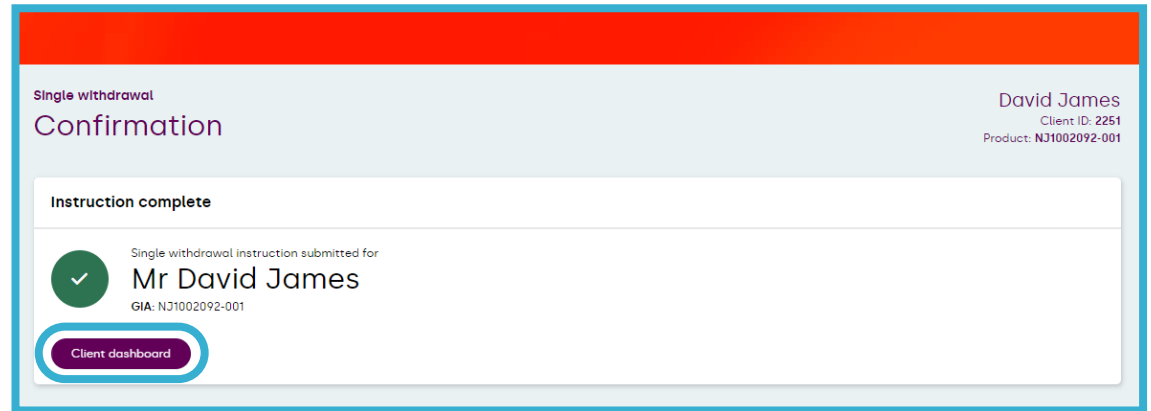 Single withdrawal
Confirmation
David James
Client ID: 2251
Product: NJ1002092-001
Instruction complete
Single withdrawal instruction submitted for
Mr David James
GIA: NJ1002092-001
Client dashboard